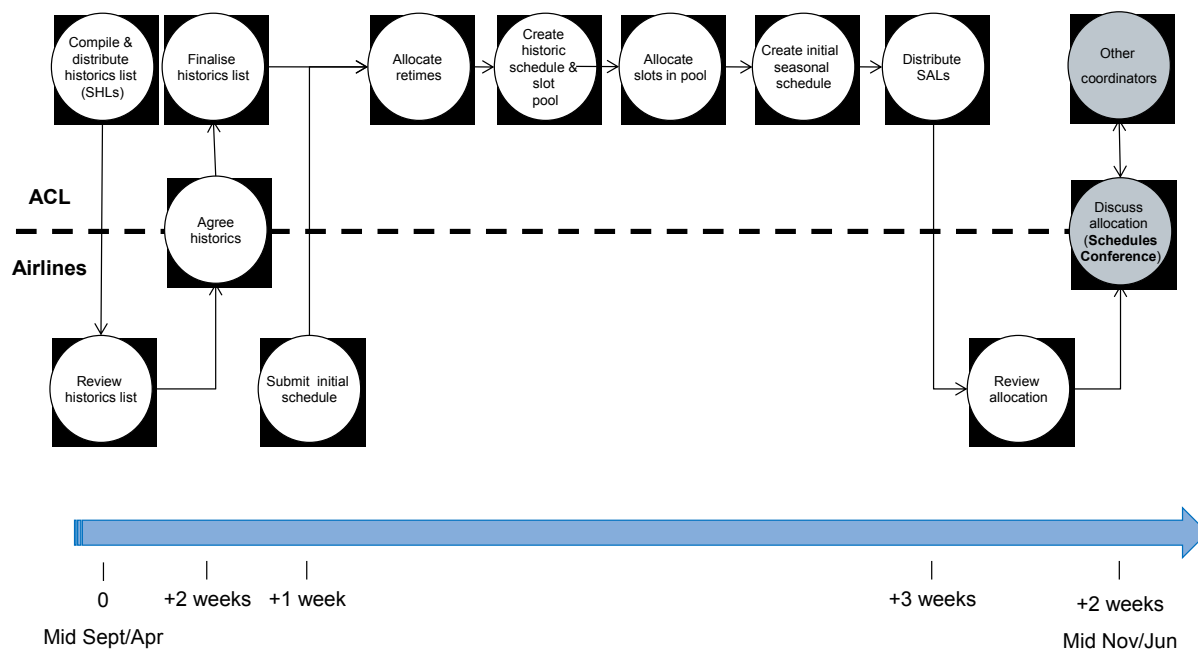 Compile &
distribute
historics list
(SHLs)
Finalise
historics list
Allocate
retimes
Create
historic
schedule &
slot
pool
Allocate
slots in pool
Create initial
seasonal
schedule
Distribute
SALs
Other
coordinators
ACL
Agree
historics
Discuss
allocation
(Schedules
Conference)
Airlines
Review
historics list
Submit initial
schedule
Review
allocation
0
+2 weeks
+1 week
+3 weeks
+2 weeks
Mid Sept/Apr
Mid Nov/Jun